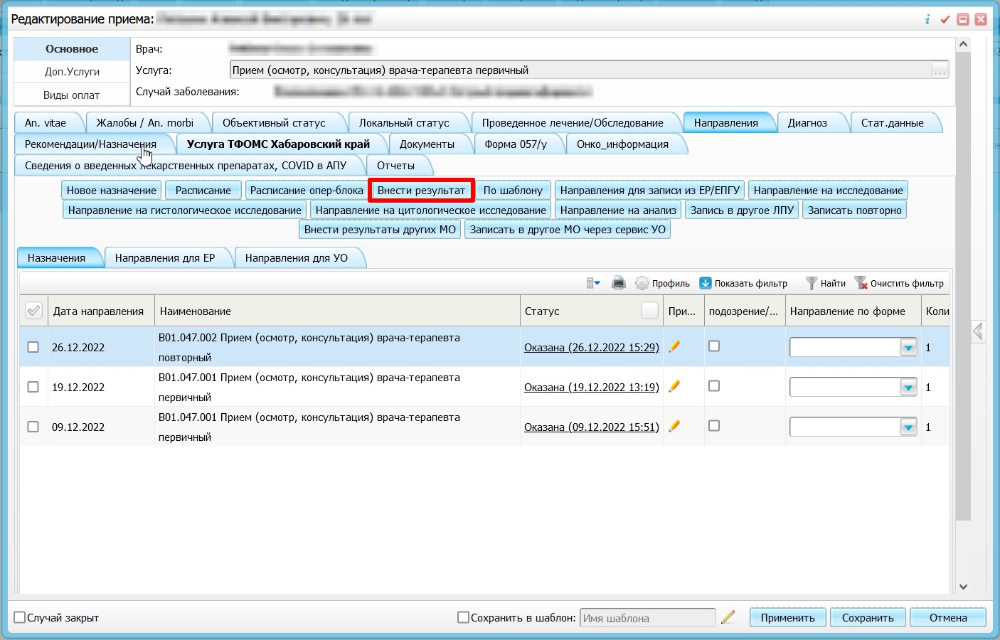 Редактирование приема:
Основное
Доп.Услуги
Виды оплат
Врач:
Услуга: Прием (осмотр, консультация) врача-терапевта первичный ...
Случай заболевания:
An. vitae Жалобы / An. morbi Объективный статус Локальный статус Проведенное лечение/Обследование Направления Диагноз Стат.данные
Рекомендации/Назначения Услуга ТФОМС Хабаровский край Документы Форма 057/у Онко_информация
Сведения о введенных лекарственных препаратах, COVID в АПУ Отчеты
Новое назначение Расписание Расписание опер-блока Внести результат По шаблону Направления для записи из ЕР/ЕПГУ Направление на исследование
Направление на гистологическое исследование Направление на цитологическое исследование Направление на анализ Запись в другое ЛПУ Записать повторно
Внести результаты других МО Записать в другое МО через сервис УО
Назначения Направления для ЕР Направления для УО
Профиль Показать фильтр Найти Очистить фильтр
Дата направления Наименование Статус При... подозрение/... Направление по форме Коли
26.12.2022 B01.047.002 Прием (осмотр, консультация) врача-терапевта повторный Оказана (26.12.2022 15:29) 1
19.12.2022 B01.047.001 Прием (осмотр, консультация) врача-терапевта первичный Оказана (19.12.2022 13:19) 1
09.12.2022 B01.047.001 Прием (осмотр, консультация) врача-терапевта первичный Оказана (09.12.2022 15:51) 1
Случай закрыт Сохранить в шаблон: Имя шаблона Применить Сохранить Отмена